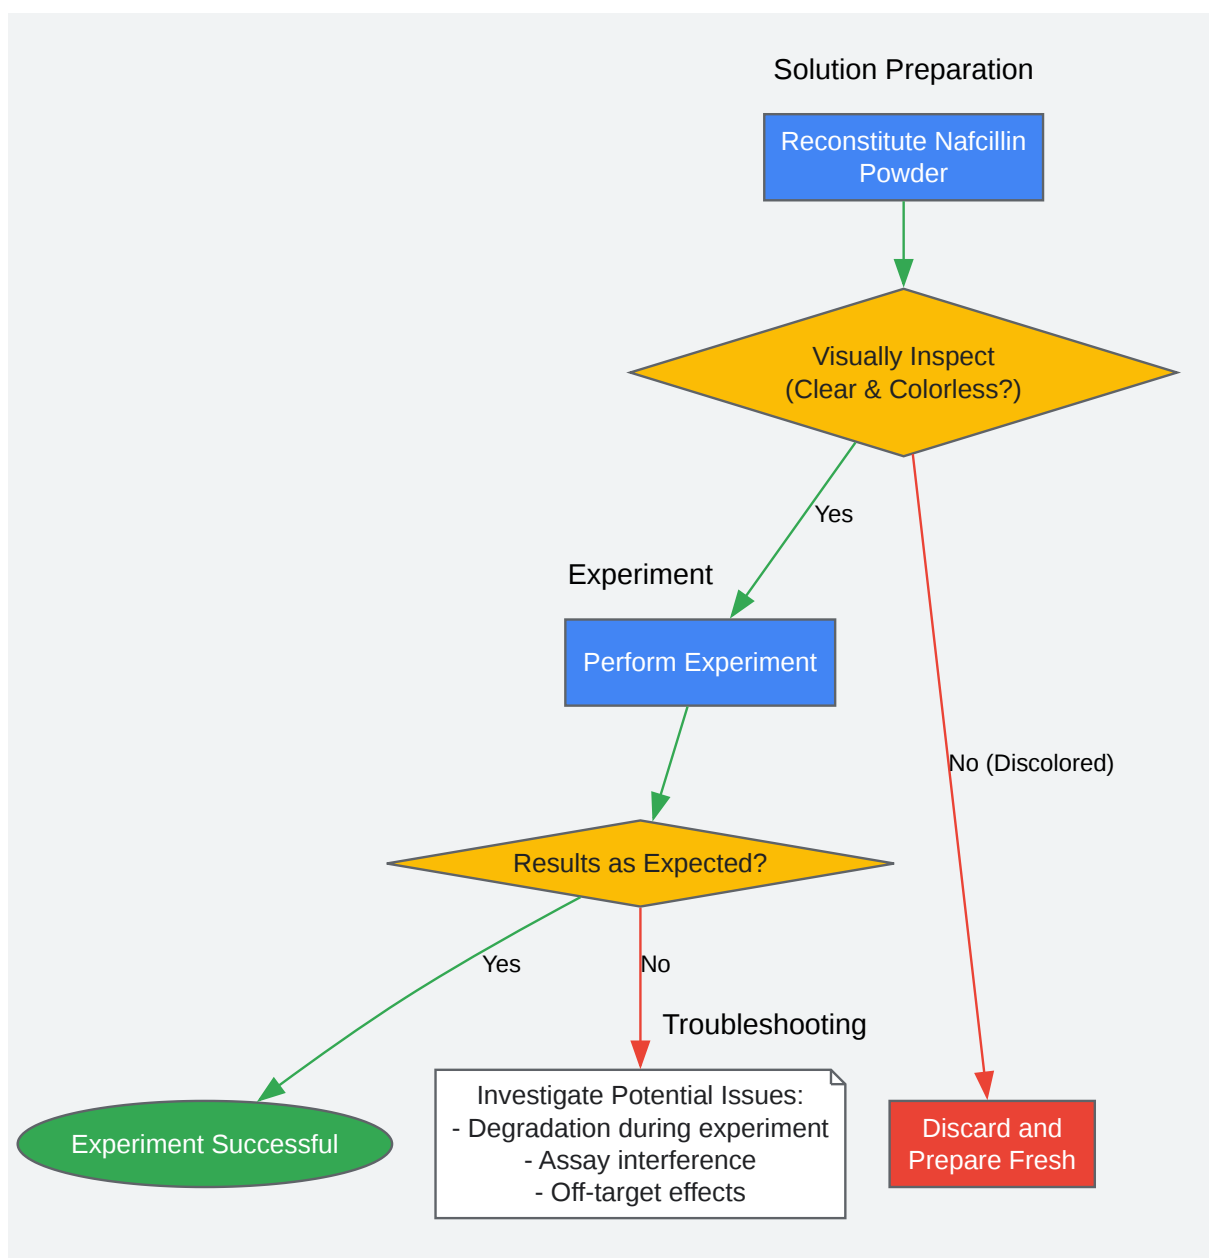 Solution Preparation
Reconstitute Nafcillin
Powder
Visually Inspect
(Clear & Colorless?)
Yes
Experiment
Perform Experiment
No (Discolored)
Results as Expected?
Yes
No
Troubleshooting
Investigate Potential Issues:
- Degradation during experiment
- Assay interference
- Off-target effects
Experiment Successful
Discard and
Prepare Fresh